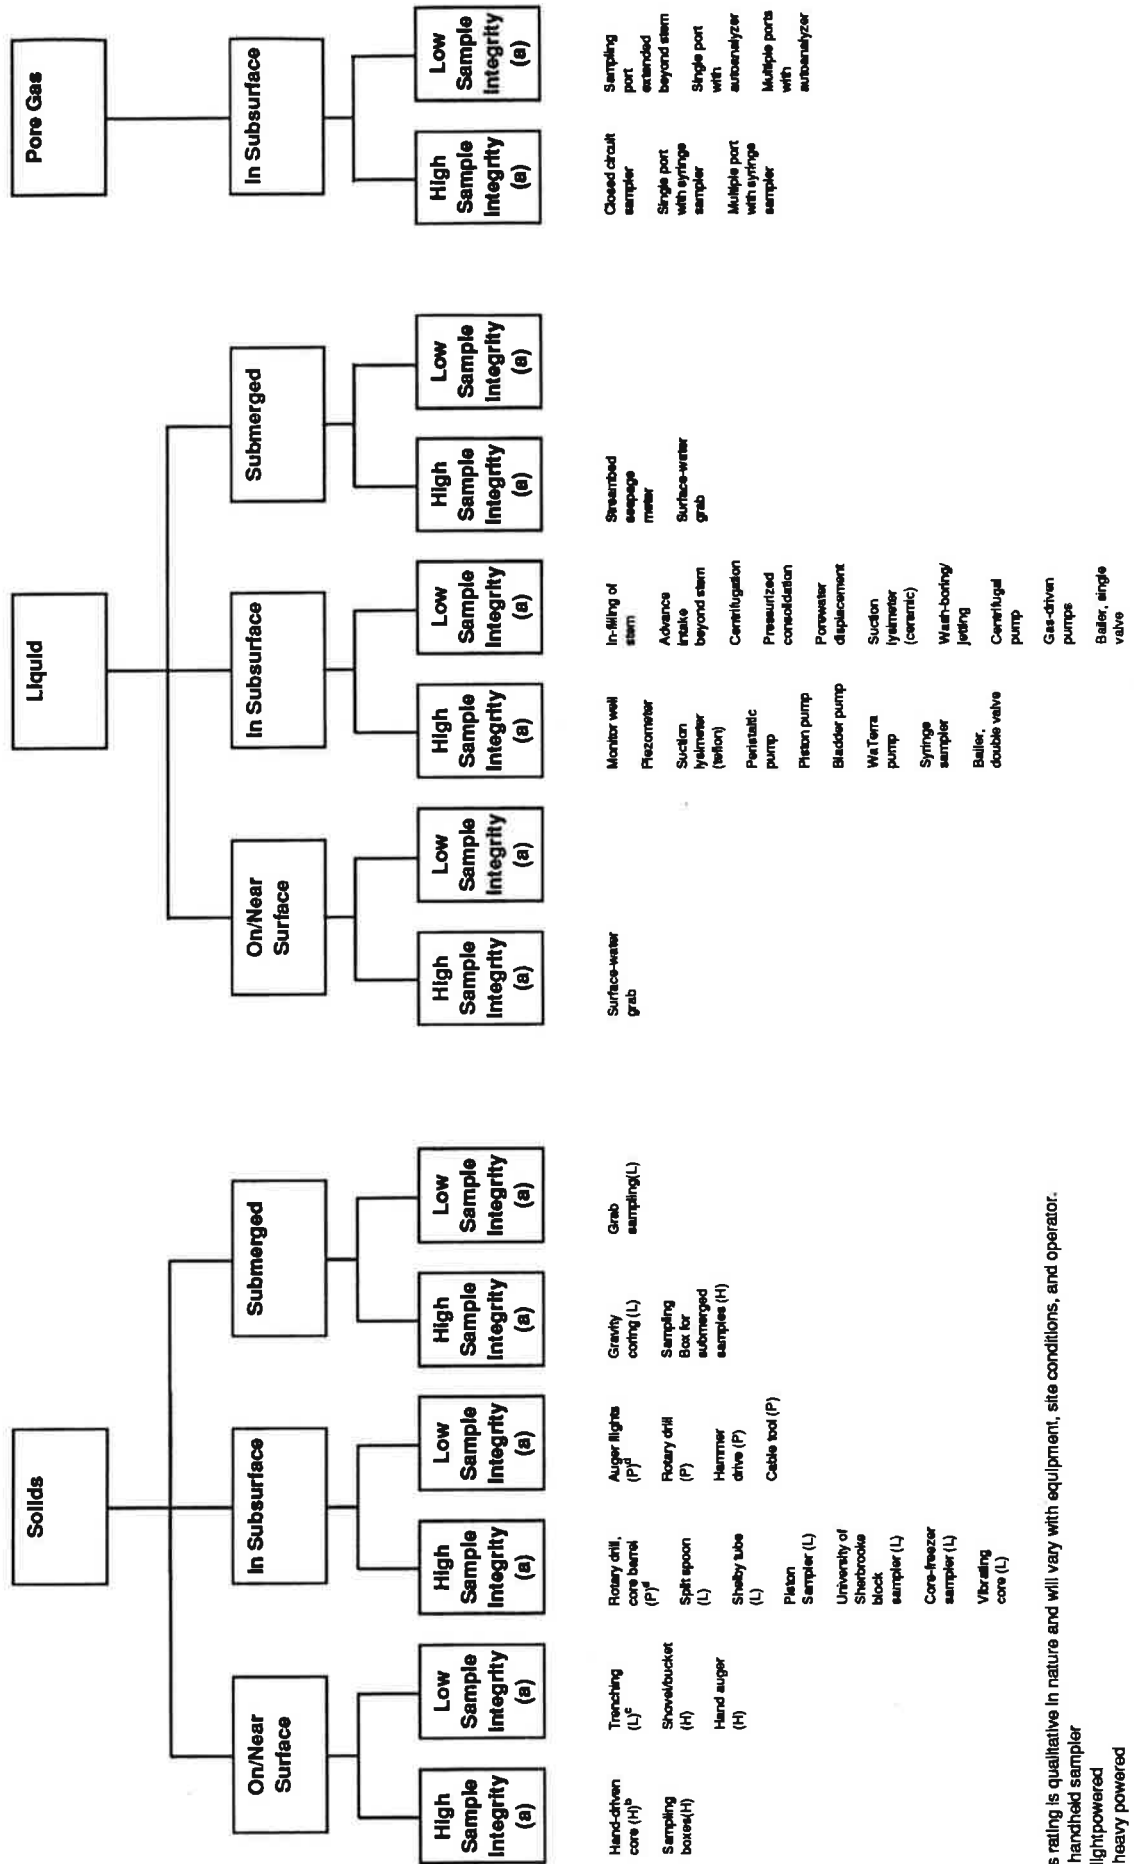 Solids
On/Near
Surface
High
Sample
Integrity
(a)
Hand-driven
core (H)b
Sampling
boxes(H)
Low
Sample
Integrity
(a)
Trenching
(L)c
Shovel/bucket
(H)
Hand auger
(H)
In Subsurface
High
Sample
Integrity
(a)
Rotary drill,
core barrel
(P)d
Split spoon
(L)
Shelby tube
(L)
Piston
Sampler (L)
University of
Sherbrooke
block
sampler (L)
Core-freezer
sampler (L)
Vibrating
core (L)
Low
Sample
Integrity
(a)
Auger flights
(P)d
Rotary drill
(P)
Hammer
drive (P)
Cable tool (P)
Submerged
High
Sample
Integrity
(a)
Gravity
coring (L)
Sampling
Box for
submerged
samples (H)
Low
Sample
Integrity
(a)
Grab
sampling(L)
Liquid
On/Near
Surface
High
Sample
Integrity
(a)
Surface-water
grab
Low
Sample
Integrity
(a)
In Subsurface
High
Sample
Integrity
(a)
Monitor well
Piezometer
Suction
lysimeter
(teflon)
Peristaltic
pump
Piston pump
Bladder pump
WaTerra
pump
Syringe
sampler
Bailer,
double valve
Low
Sample
Integrity
(a)
In-filling of
stem
Advance
intake
beyond stem
Centrifugation
Pressurized
consolidation
Porewater
displacement
Suction
lysimeter
(ceramic)
Wash-boring/
jetting
Centrifugal
pump
Gas-driven
pumps
Bailer, single
valve
Submerged
High
Sample
Integrity
(a)
Streambed
seepage
meter
Surface-water
grab
Low
Sample
Integrity
(a)
Pore Gas
In Subsurface
High
Sample
Integrity
(a)
Closed circuit
sampler
Single port
with syringe
sampler
Multiple port
with syringe
sampler
Low
Sample
Integrity
(a)
Sampling
port
extended
beyond stem
Single port
with
autoanalyzer
Multiple ports
with
autoanalyzer
s rating is qualitative in nature and will vary with equipment, site conditions, and operator.
handheld sampler
lightpowered
heavy powered